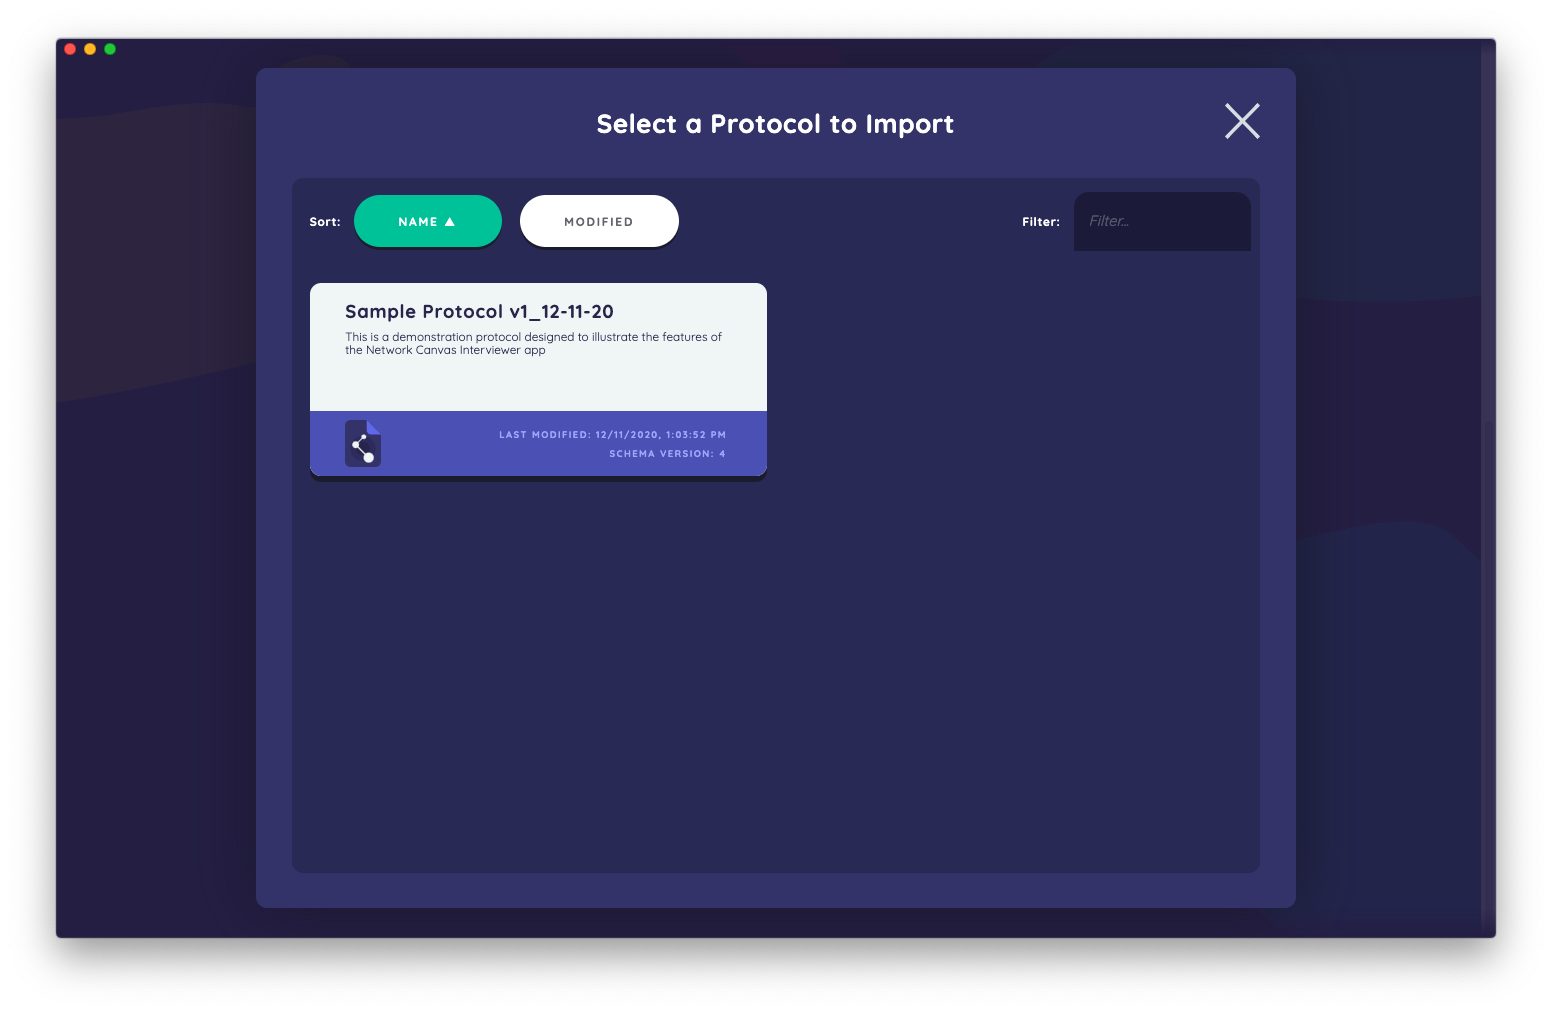 Select a Protocol to Import
Sort: NAME ▲ MODIFIED Filter: Filter...
Sample Protocol v1_12-11-20
This is a demonstration protocol designed to illustrate the features of
the Network Canvas Interviewer app
LAST MODIFIED: 12/11/2020, 1:03:52 PM
SCHEMA VERSION: 4